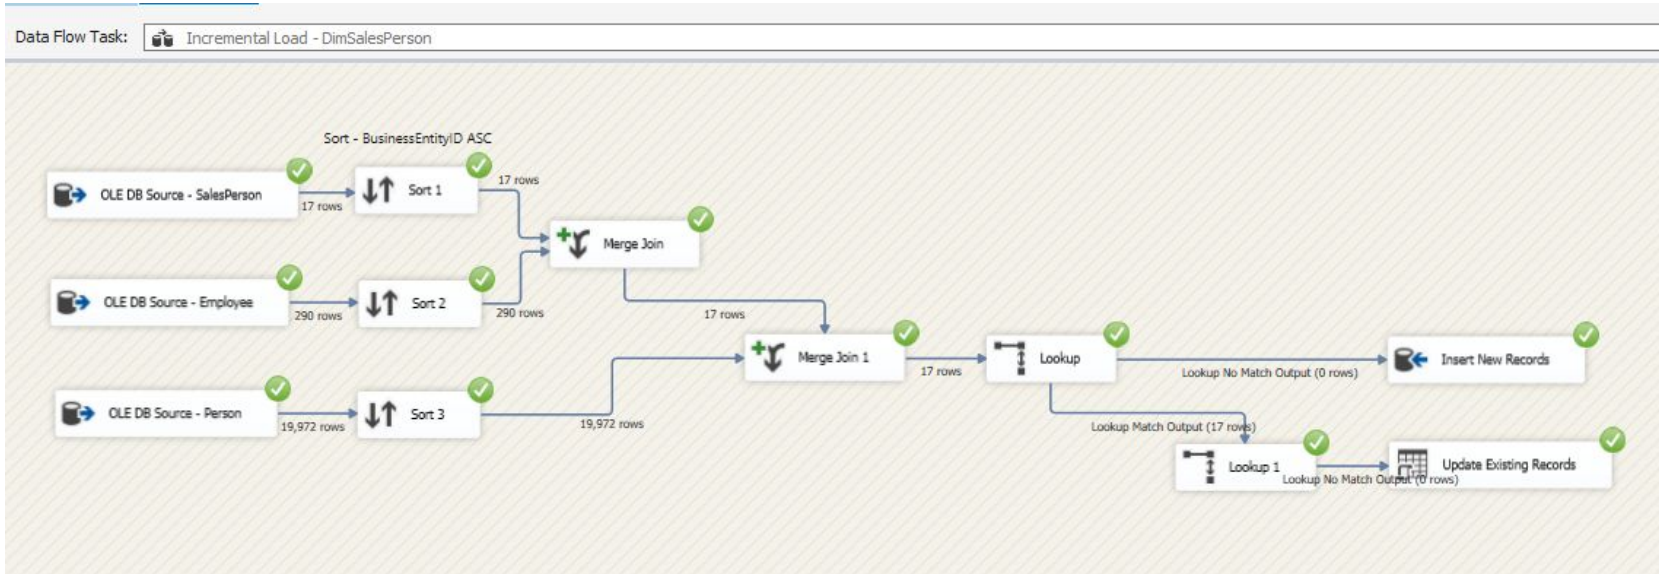 Data Flow Task: Incremental Load - DimSalesPerson
Sort - BusinessEntityID ASC
OLE DB Source - SalesPerson
17 rows
Sort 1
17 rows
Merge Join
OLE DB Source - Employee
290 rows
Sort 2
290 rows
17 rows
Merge Join 1
17 rows
Lookup
Lookup No Match Output (0 rows)
Insert New Records
OLE DB Source - Person
19,972 rows
Sort 3
19,972 rows
Lookup Match Output (17 rows)
Lookup 1
Lookup No Match Output (0 rows)
Update Existing Records